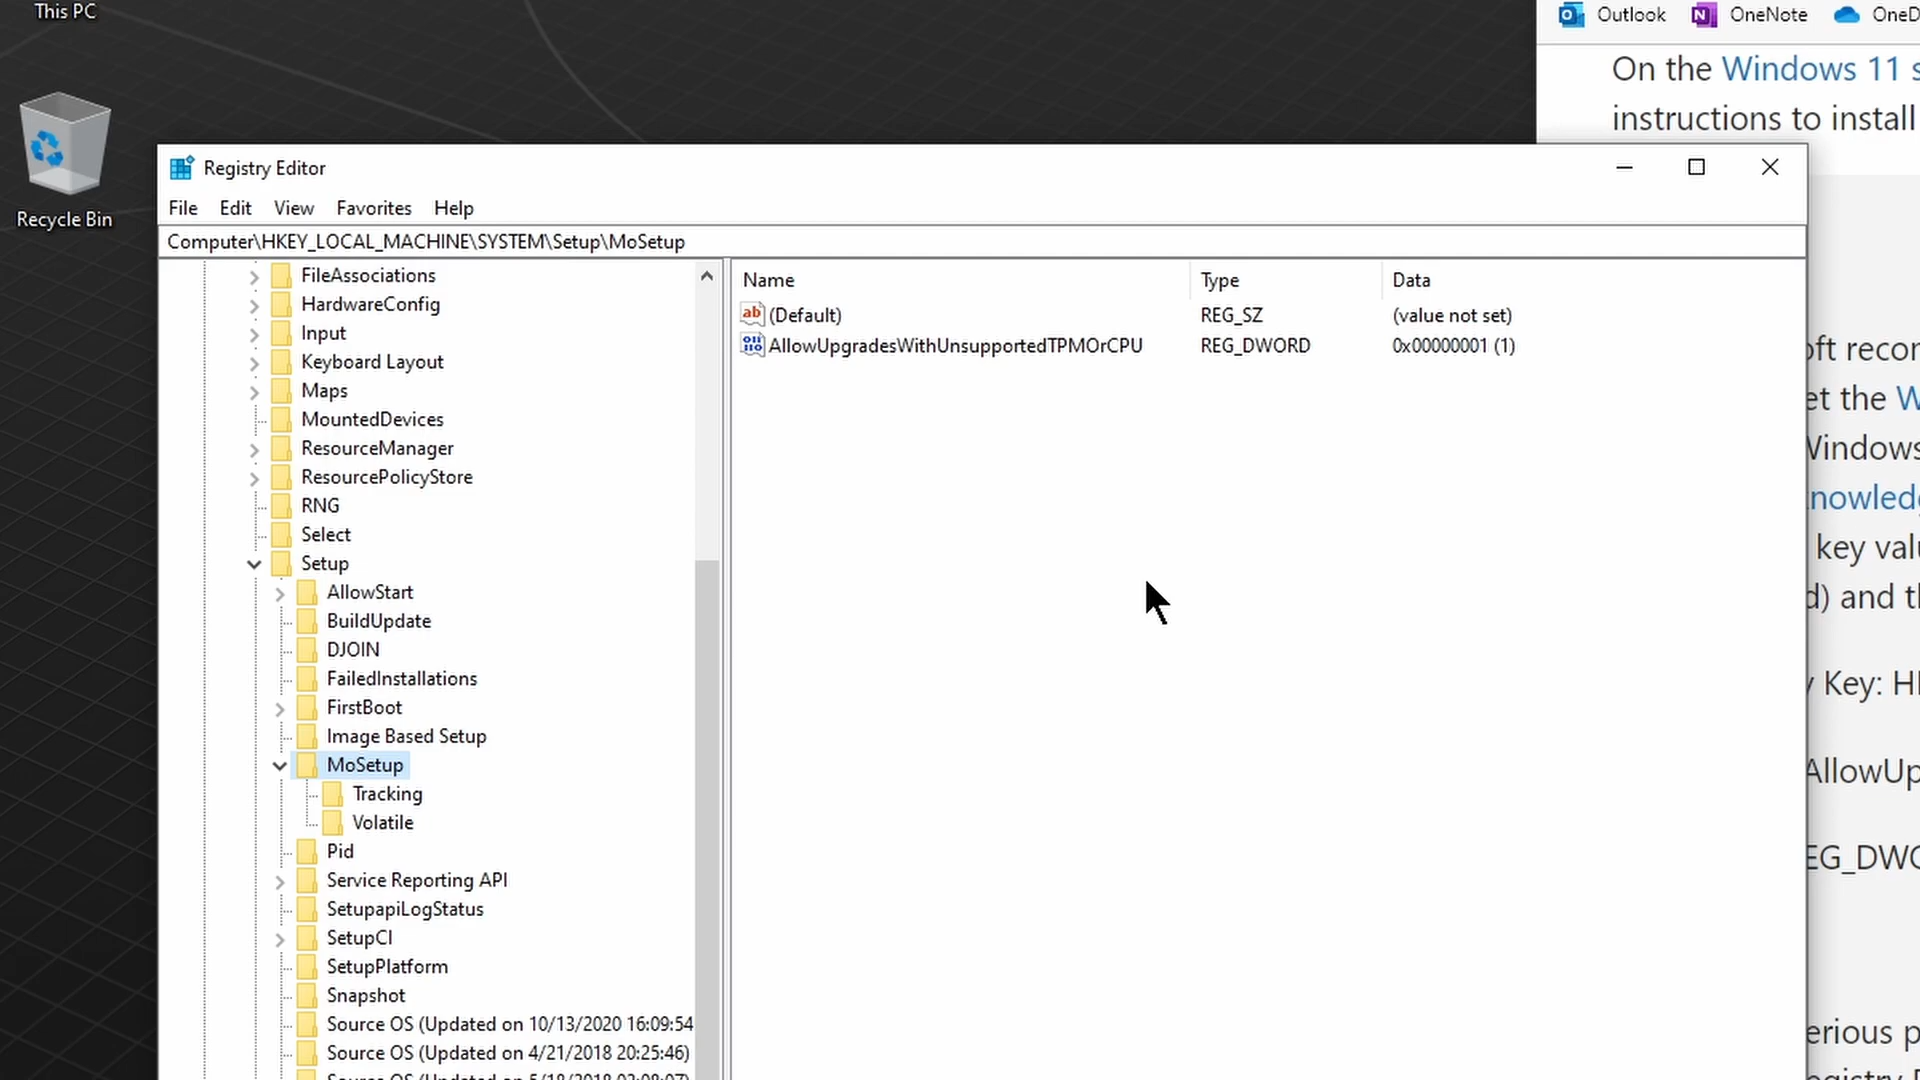 This PC
Recycle Bin
Outlook OneNote
On the Windows 11
instructions to install
Registry Editor
File Edit View Favorites Help
Computer\HKEY_LOCAL_MACHINE\SYSTEM\Setup\MoSetup
FileAssociations
HardwareConfig
Input
Keyboard Layout
Maps
MountedDevices
ResourceManager
ResourcePolicyStore
RNG
Select
Setup
AllowStart
BuildUpdate
DJOIN
FailedInstallations
FirstBoot
Image Based Setup
MoSetup
Tracking
Volatile
Pid
Service Reporting API
SetupapiLogStatus
SetupCl
SetupPlatform
Snapshot
Source OS (Updated on 10/13/2020 16:09:54
Source OS (Updated on 4/21/2018 20:25:46)
Name Type Data
(Default) REG_SZ (value not set)
AllowUpgradesWithUnsupportedTPMOrCPU REG_DWORD 0x00000001 (1)
the
Windows
key
and
Key: